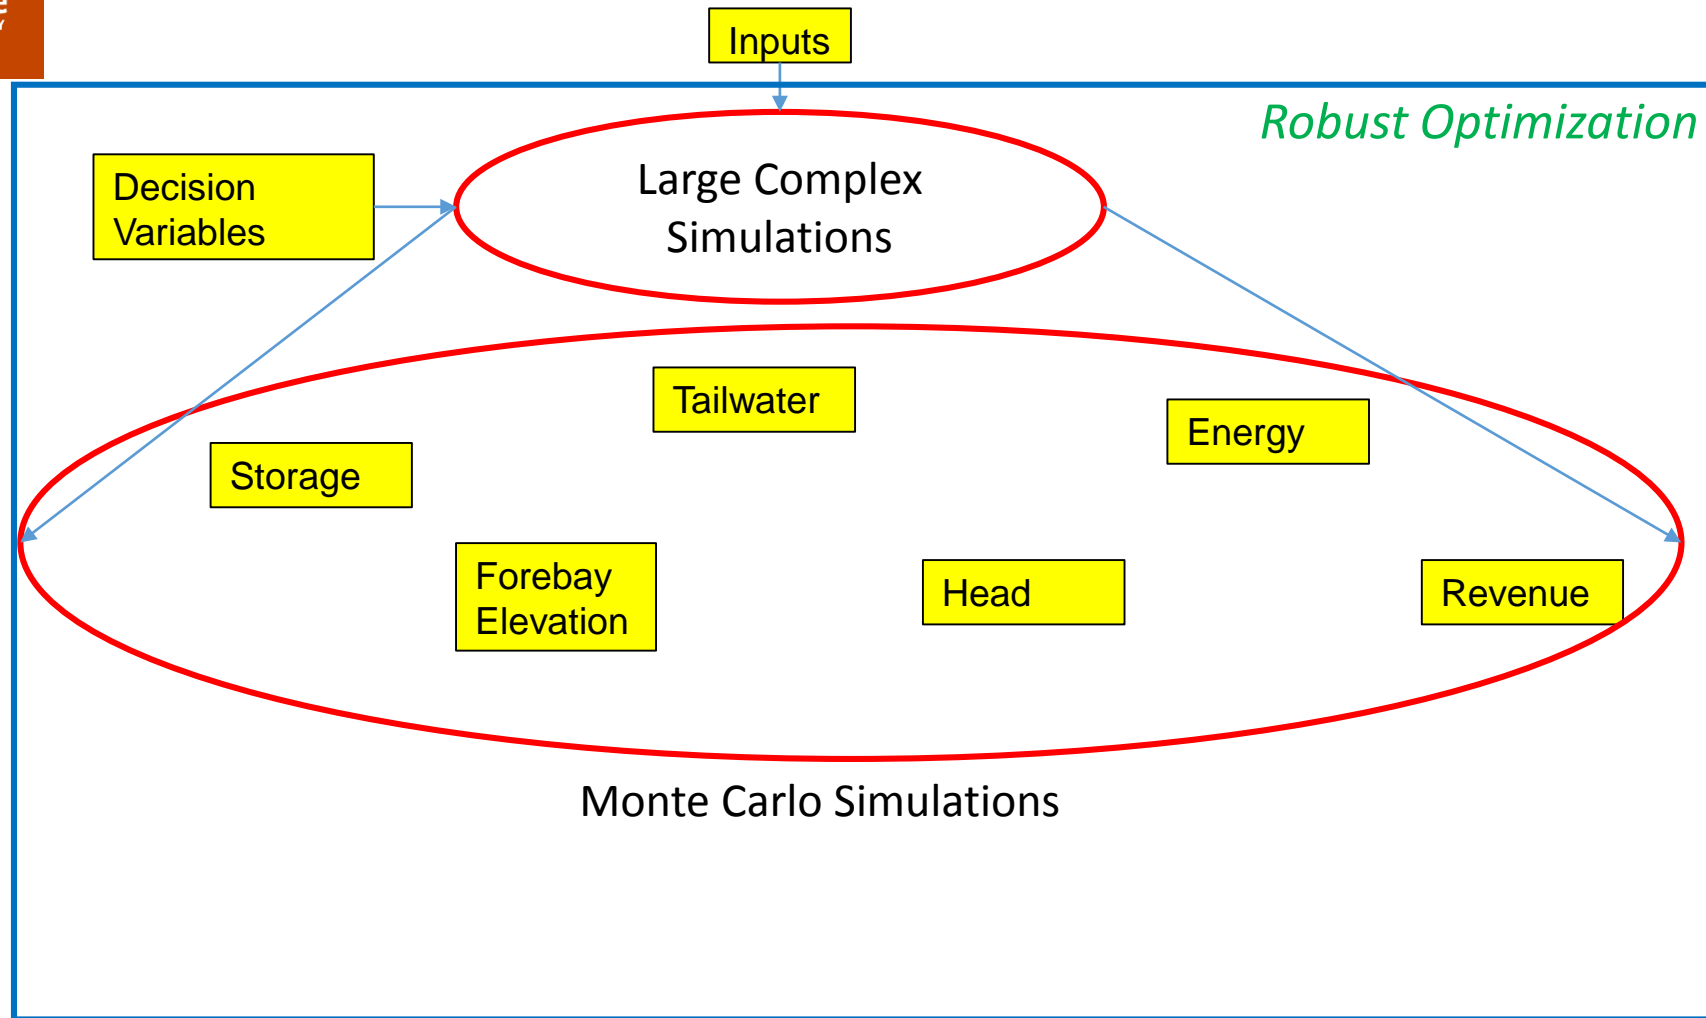 Inputs
Robust Optimization
Decision
Variables
Large Complex
Simulations
Tailwater
Energy
Storage
Forebay
Elevation
Head
Revenue
Monte Carlo Simulations